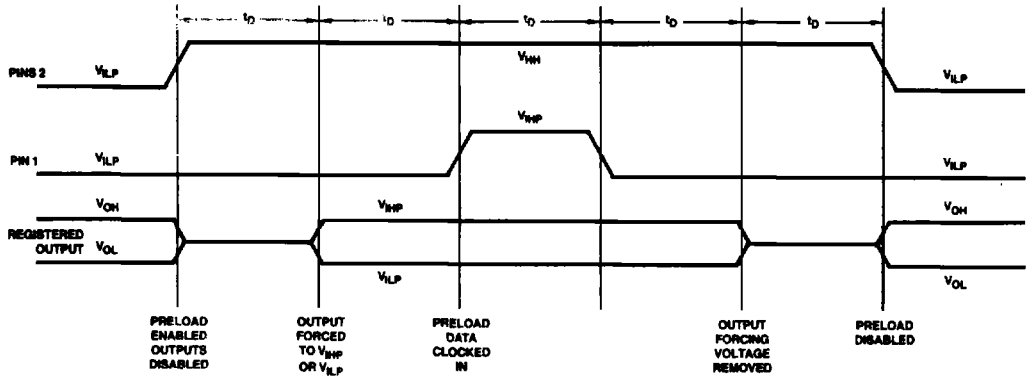 tD tD tD tD tD
PINS 2 VILP VHH VILP
PIN 1 VILP VIHP VILP
VOH VIHP VOH
REGISTERED
OUTPUT
VOL VILP VOL
PRELOAD
ENABLED
OUTPUTS
DISABLED
OUTPUT
FORCED
TO VIHP
OR VILP
PRELOAD
DATA
CLOCKED
IN
OUTPUT
FORCING
VOLTAGE
REMOVED
PRELOAD
DISABLED